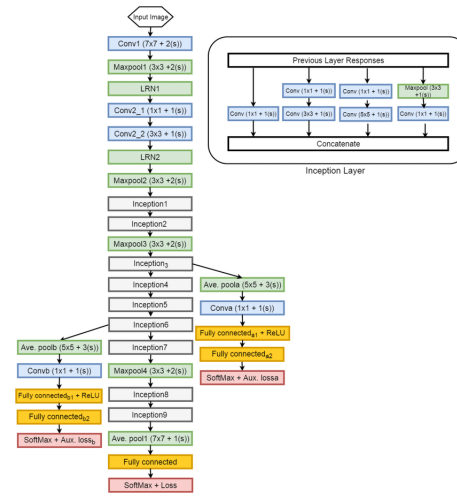 Input Image
Conv1 (7x7 + 2(s))
Maxpool1 (3x3 +2(s))
LRN1
Conv2_1 (1x1 + 1(s))
Conv2_2 (3x3 + 1(s))
LRN2
Maxpool2 (3x3 +2(s))
Inception1
Inception2
Maxpool3 (3x3 +2(s))
Inception3
Inception4
Inception5
Inception6
Inception7
Maxpool4 (3x3 +2(s))
Inception8
Inception9
Ave. pool1 (7x7 + 1(s))
Fully connected
SoftMax + Loss
Ave. poolb (5x5 + 3(s))
Convb (1x1 + 1(s))
Fully connectedb1 + ReLU
Fully connectedb2
SoftMax + Aux. lossb
Ave. poola (5x5 + 3(s))
Conva (1x1 + 1(s))
Fully connecteda1 + ReLU
Fully connecteda2
SoftMax + Aux. lossa
Previous Layer Responses
Conv (1x1 + 1(s))
Conv (1x1 + 1(s))
Maxpool (3x3
+1(s))
Conv (1x1 + 1(s))
Conv (3x3 + 1(s))
Conv (5x5 + 1(s))
Conv (1x1 + 1(s))
Concatenate
Inception Layer